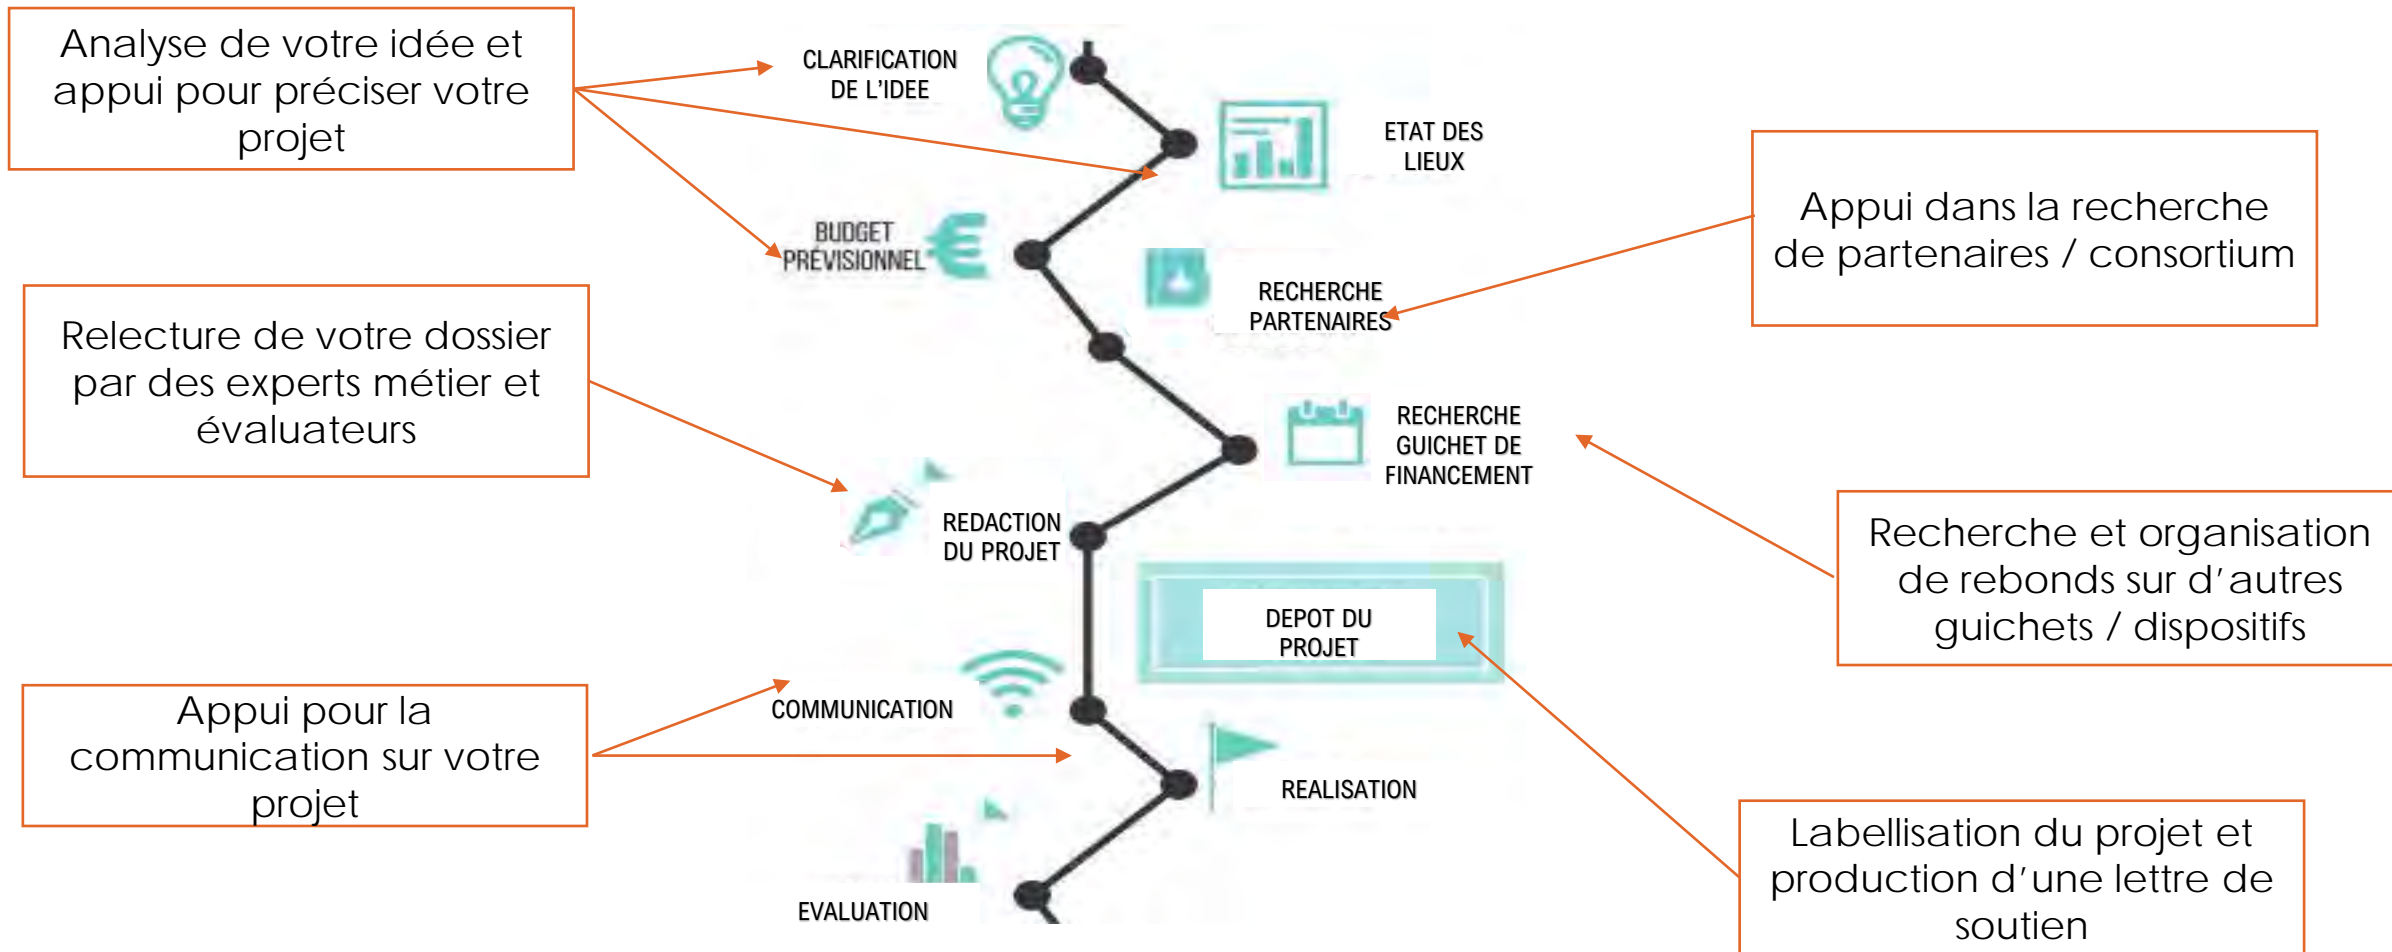 Analyse de votre idée et
appui pour préciser votre
projet
CLARIFICATION
DE L'IDEE
ETAT DES
LIEUX
Appui dans la recherche
de partenaires / consortium
BUDGET
PRÉVISIONNEL
RECHERCHE
PARTENAIRES
Relecture de votre dossier
par des experts métier et
évaluateurs
RECHERCHE
GUICHET DE
FINANCEMENT
REDACTION
DU PROJET
Recherche et organisation
de rebonds sur d'autres
guichets / dispositifs
DEPOT DU
PROJET
Appui pour la
communication sur votre
projet
COMMUNICATION
REALISATION
Labellisation du projet et
production d'une lettre de
soutien
EVALUATION